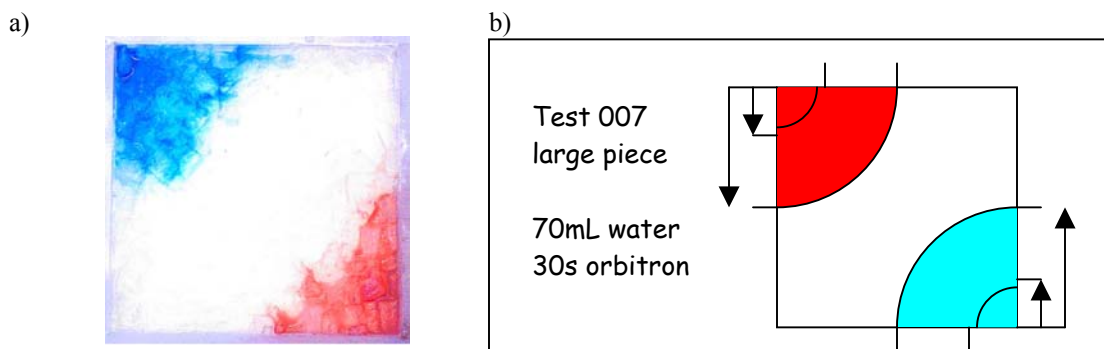 a)
b)
Test 007
large piece
70mL water
30s orbitron